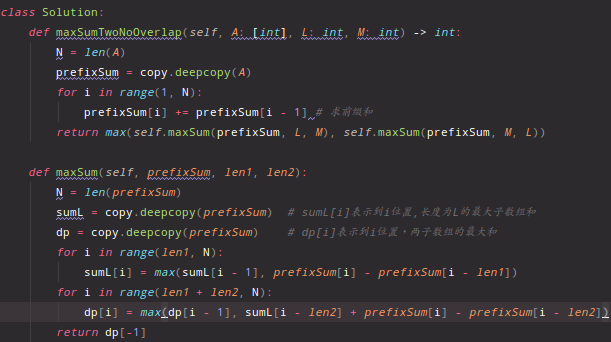 class Solution:
    def maxSumTwoNoOverlap(self, A: [int], L: int, M: int) -> int:
        N = len(A)
        prefixSum = copy.deepcopy(A)
        for i in range(1, N):
            prefixSum[i] += prefixSum[i - 1] # 求前缀和
        return max(self.maxSum(prefixSum, L, M), self.maxSum(prefixSum, M, L))
    def maxSum(self, prefixSum, len1, len2):
        N = len(prefixSum)
        sumL = copy.deepcopy(prefixSum)  # sumL[i]表示到i位置,长度为L的最大子数组和
        dp = copy.deepcopy(prefixSum)    # dp[i]表示到i位置，两子数组的最大和
        for i in range(len1, N):
            sumL[i] = max(sumL[i - 1], prefixSum[i] - prefixSum[i - len1])
        for i in range(len1 + len2, N):
            dp[i] = max(dp[i - 1], sumL[i - len2] + prefixSum[i] - prefixSum[i - len2])
        return dp[-1]